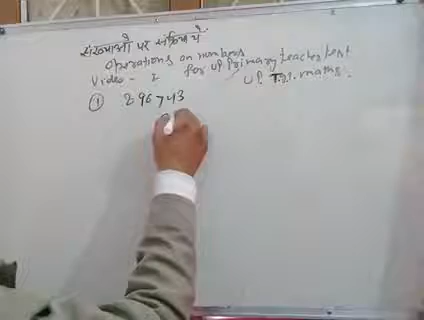 संख्याओं पर संक्रियायें
operations on numbers
Video - 2 for UP Primary teacher test
UP. T.g.t. maths.
① 296743